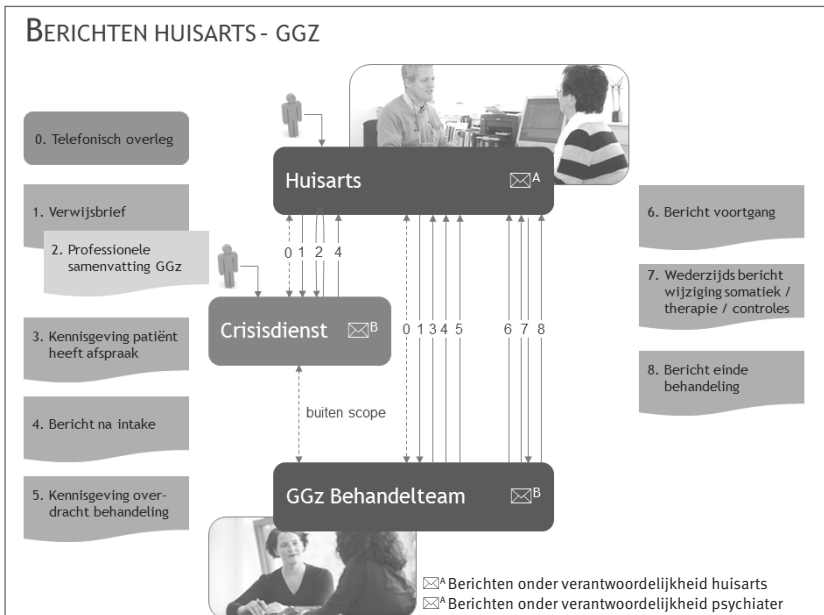 BERICHTEN HUISARTS - GGZ
0. Telefonisch overleg
1. Verwijsbrief
2. Professionele
samenvatting GGz
3. Kennisgeving patiënt
heeft afspraak
4. Bericht na intake
5. Kennisgeving over-
dracht behandeling
Huisarts A
0 1 2 4
Crisisdienst B
buiten scope
0 1 3 4 5 6 7 8
GGz Behandelteam B
6. Bericht voortgang
7. Wederzijds bericht
wijziging somatiek /
therapie / controles
8. Bericht einde
behandeling
A Berichten onder verantwoordelijkheid huisarts
A Berichten onder verantwoordelijkheid psychiater